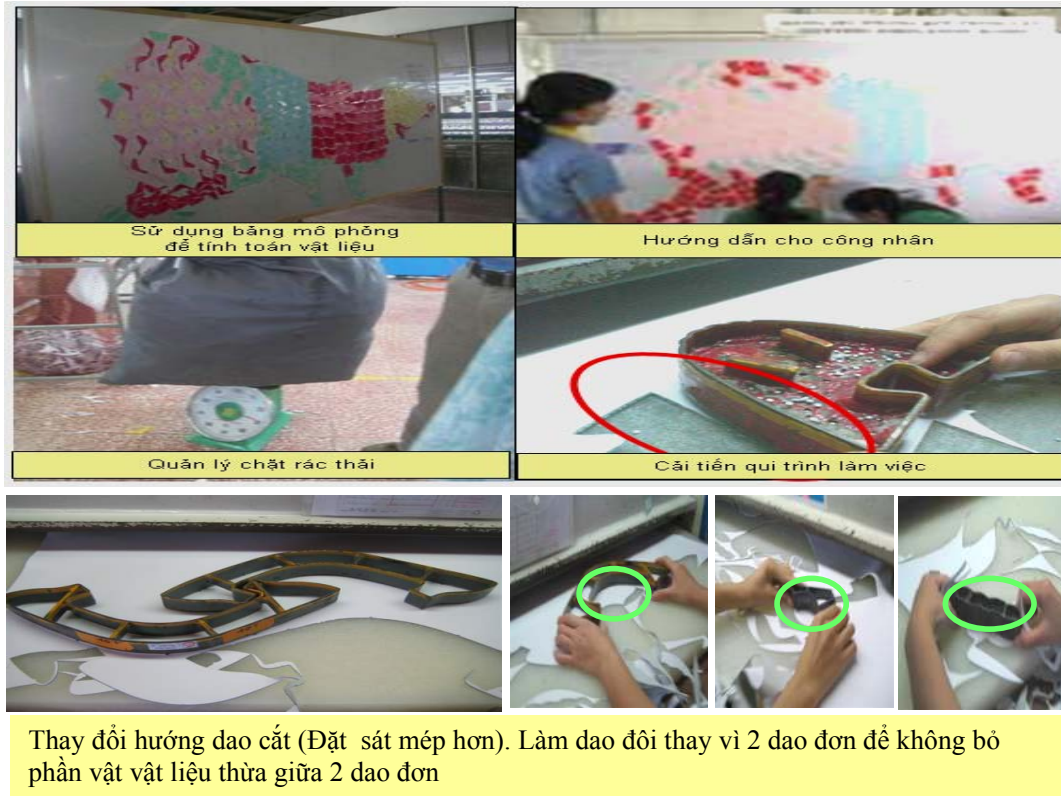 Sử dụng bảng mô phỏng
để tính toán vật liệu
Hướng dẫn cho công nhân
Quản lý chặt rác thải
Cải tiến qui trình làm việc
Thay đổi hướng dao cắt (Đặt sát mép hơn). Làm dao đôi thay vì 2 dao đơn để không bỏ
phần vật vật liệu thừa giữa 2 dao đơn